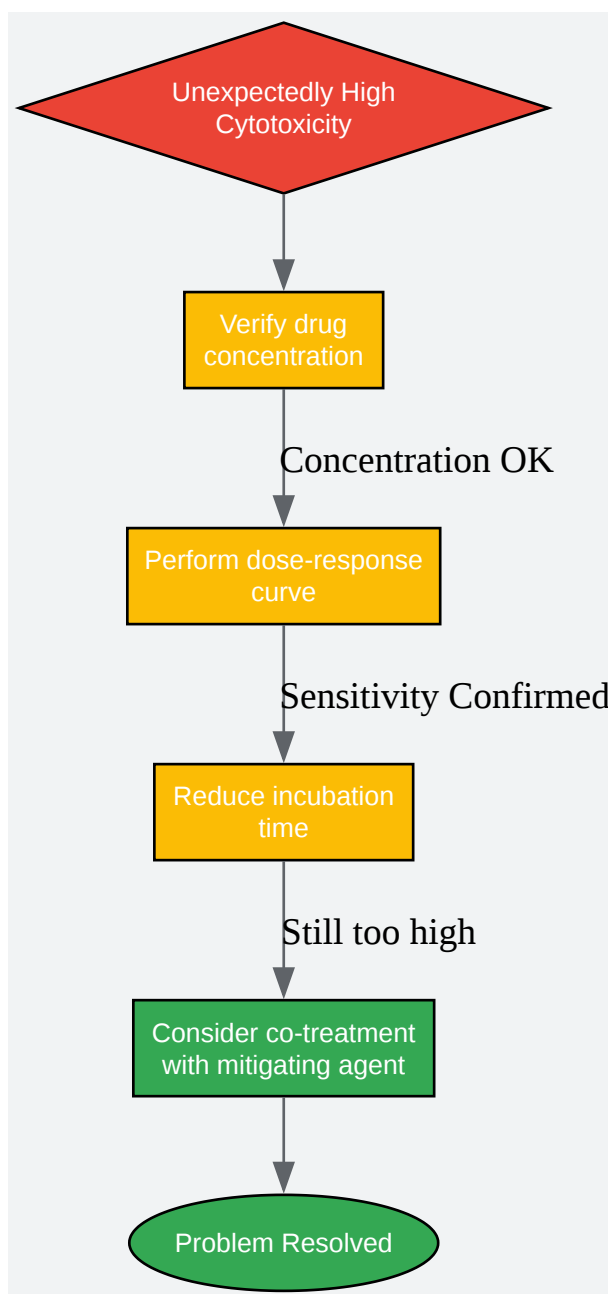 Unexpectedly High
Cytotoxicity
Verify drug
concentration
Concentration OK
Perform dose-response
curve
Sensitivity Confirmed
Reduce incubation
time
Still too high
Consider co-treatment
with mitigating agent
Problem Resolved